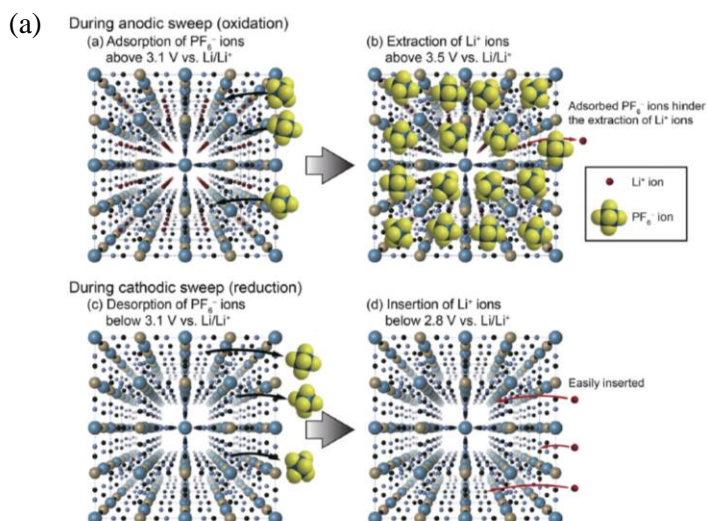 (a)
During anodic sweep (oxidation)
(a) Adsorption of PF₆⁻ ions
above 3.1 V vs. Li/Li⁺
(b) Extraction of Li⁺ ions
above 3.5 V vs. Li/Li⁺
Adsorbed PF₆⁻ ions hinder
the extraction of Li⁺ ions
Li⁺ ion
PF₆⁻ ion
During cathodic sweep (reduction)
(c) Desorption of PF₆⁻ ions
below 3.1 V vs. Li/Li⁺
(d) Insertion of Li⁺ ions
below 2.8 V vs. Li/Li⁺
Easily inserted